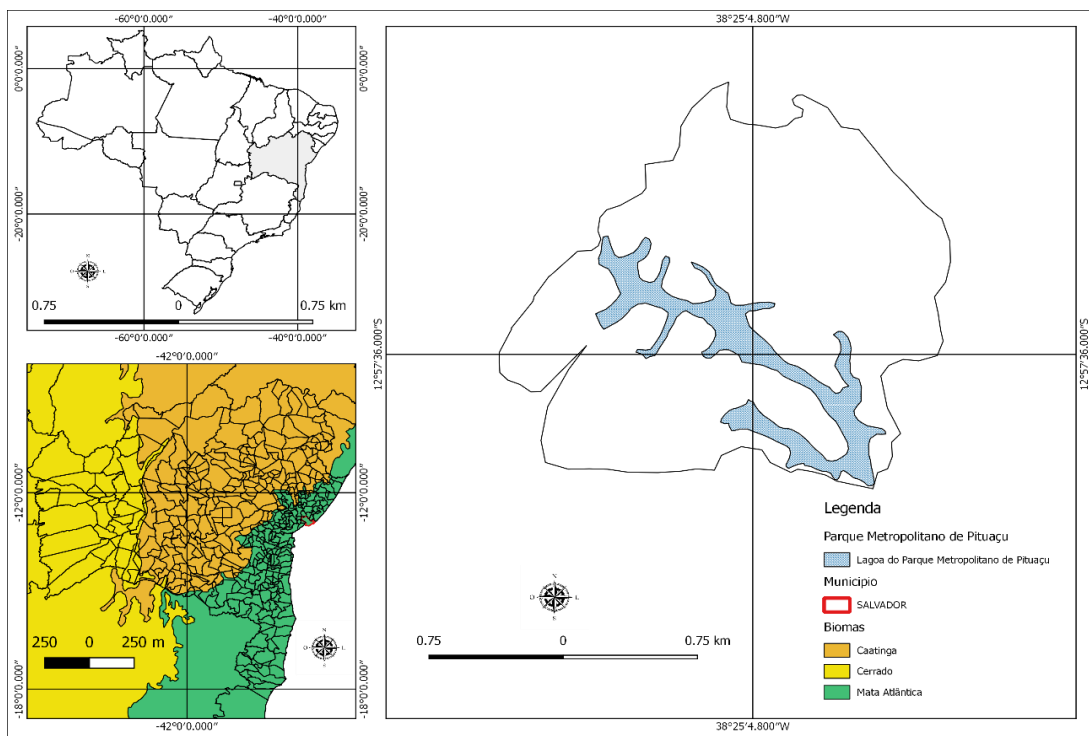 -60°0′0.000″
-40°0′0.000″
0°0′0.000″
0°0′0.000″
-20°0′0.000″
-20°0′0.000″
N
O
L
S
0.75
0
0.75 km
-60°0′0.000″
-40°0′0.000″
-42°0′0.000″
-12°0′0.000″
-12°0′0.000″
250
0
250 m
N
O
L
S
-18°0′0.000″
-18°0′0.000″
-42°0′0.000″
38°25′4.800″W
12°57′36.000″S
12°57′36.000″S
N
O
L
S
0.75
0
0.75 km
Legenda
Parque Metropolitano de Pituaçu
Lagoa do Parque Metropolitano de Pituaçu
Municipio
SALVADOR
Biomas
Caatinga
Cerrado
Mata Atlântica
38°25′4.800″W